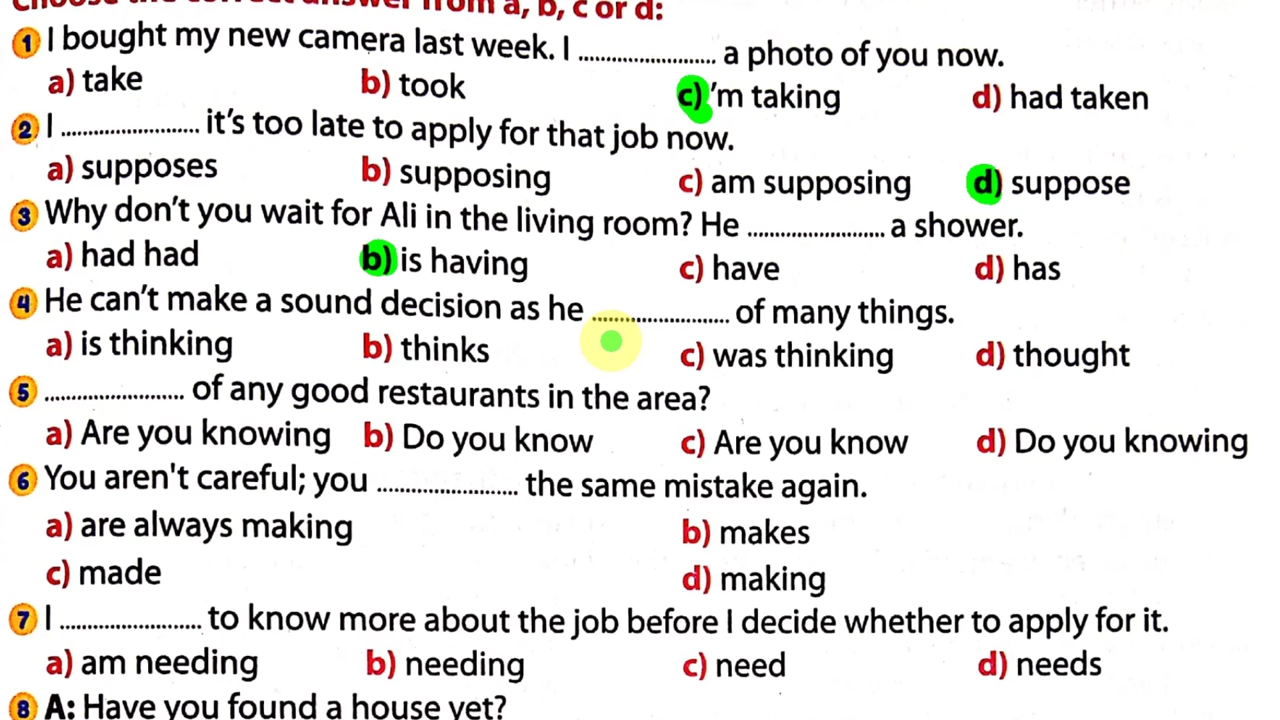 Choose the correct answer from a, b, c or d:
1 I bought my new camera last week. I ........................ a photo of you now.
a) take b) took c) 'm taking d) had taken
2 I ........................ it's too late to apply for that job now.
a) supposes b) supposing c) am supposing d) suppose
3 Why don't you wait for Ali in the living room? He ........................ a shower.
a) had had b) is having c) have d) has
4 He can't make a sound decision as he ........................ of many things.
a) is thinking b) thinks c) was thinking d) thought
5 ........................ of any good restaurants in the area?
a) Are you knowing b) Do you know c) Are you know d) Do you knowing
6 You aren't careful; you ........................ the same mistake again.
a) are always making b) makes
c) made d) making
7 I ........................ to know more about the job before I decide whether to apply for it.
a) am needing b) needing c) need d) needs
8 A: Have you found a house yet?